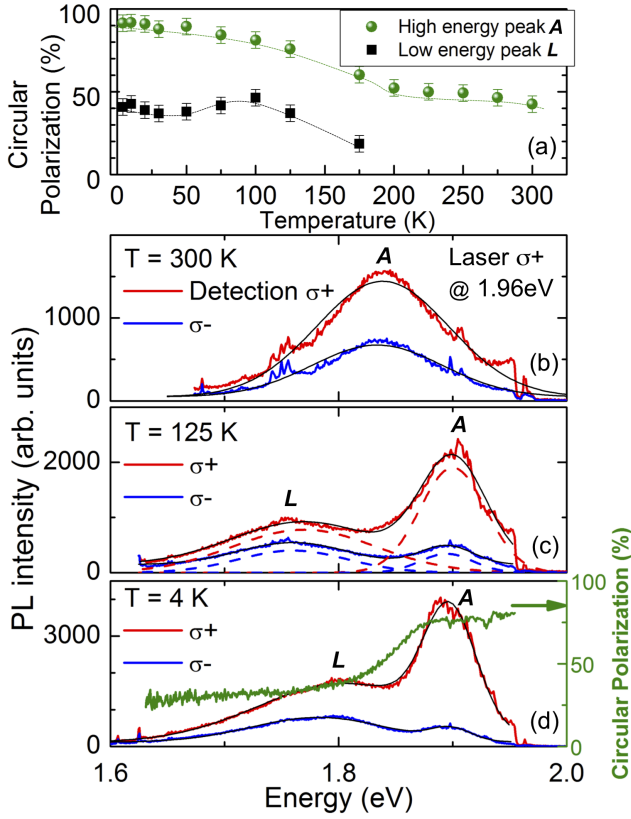 100
50
0
Circular
Polarization (%)
High energy peak A
Low energy peak L
(a)
0 50 100 150 200 250 300
Temperature (K)
T = 300 K
Detection σ+
σ-
A
Laser σ+
@ 1.96eV
(b)
1000
0
T = 125 K
σ+
σ-
L
A
(c)
2000
0
T = 4 K
σ+
σ-
L
A
(d)
3000
0
PL intensity (arb. units)
100
50
0
Circular Polarization (%)
1.6 1.8 2.0
Energy (eV)